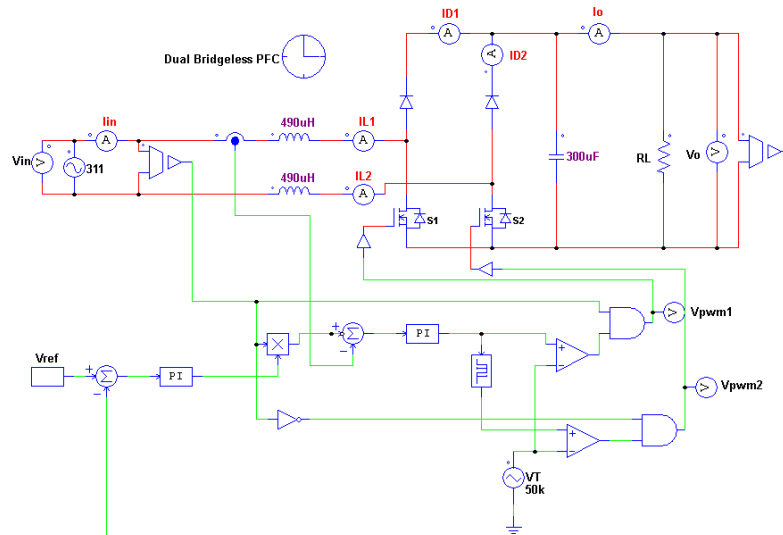 ID1
Io
Dual Bridgeless PFC
A
A
A
ID2
Iin
490uH
IL1
A
A
Vin
V
311
300uF
RL
Vo
V
490uH
IL2
A
S1
S2
V
Vpwm1
Vref
PI
PI
Vpwm2
V
VT
50k